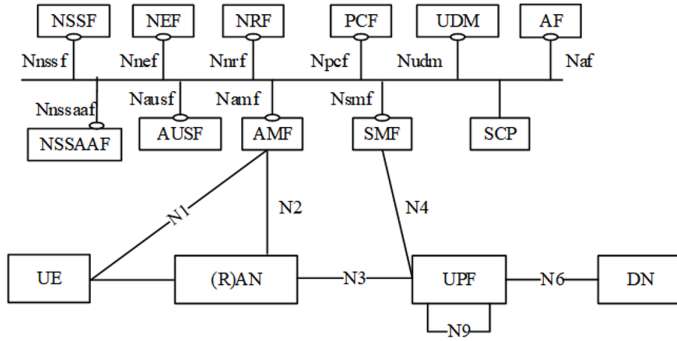 NSSF NEF NRF PCF UDM AF
Nnssf Nnef Nnrf Npcf Nudm Naf
Nnssaaf Nausf Namf Nsmf
NSSAAF AUSF AMF SMF SCP
N1 N2 N4
UE (R)AN N3 UPF N6 DN
N9